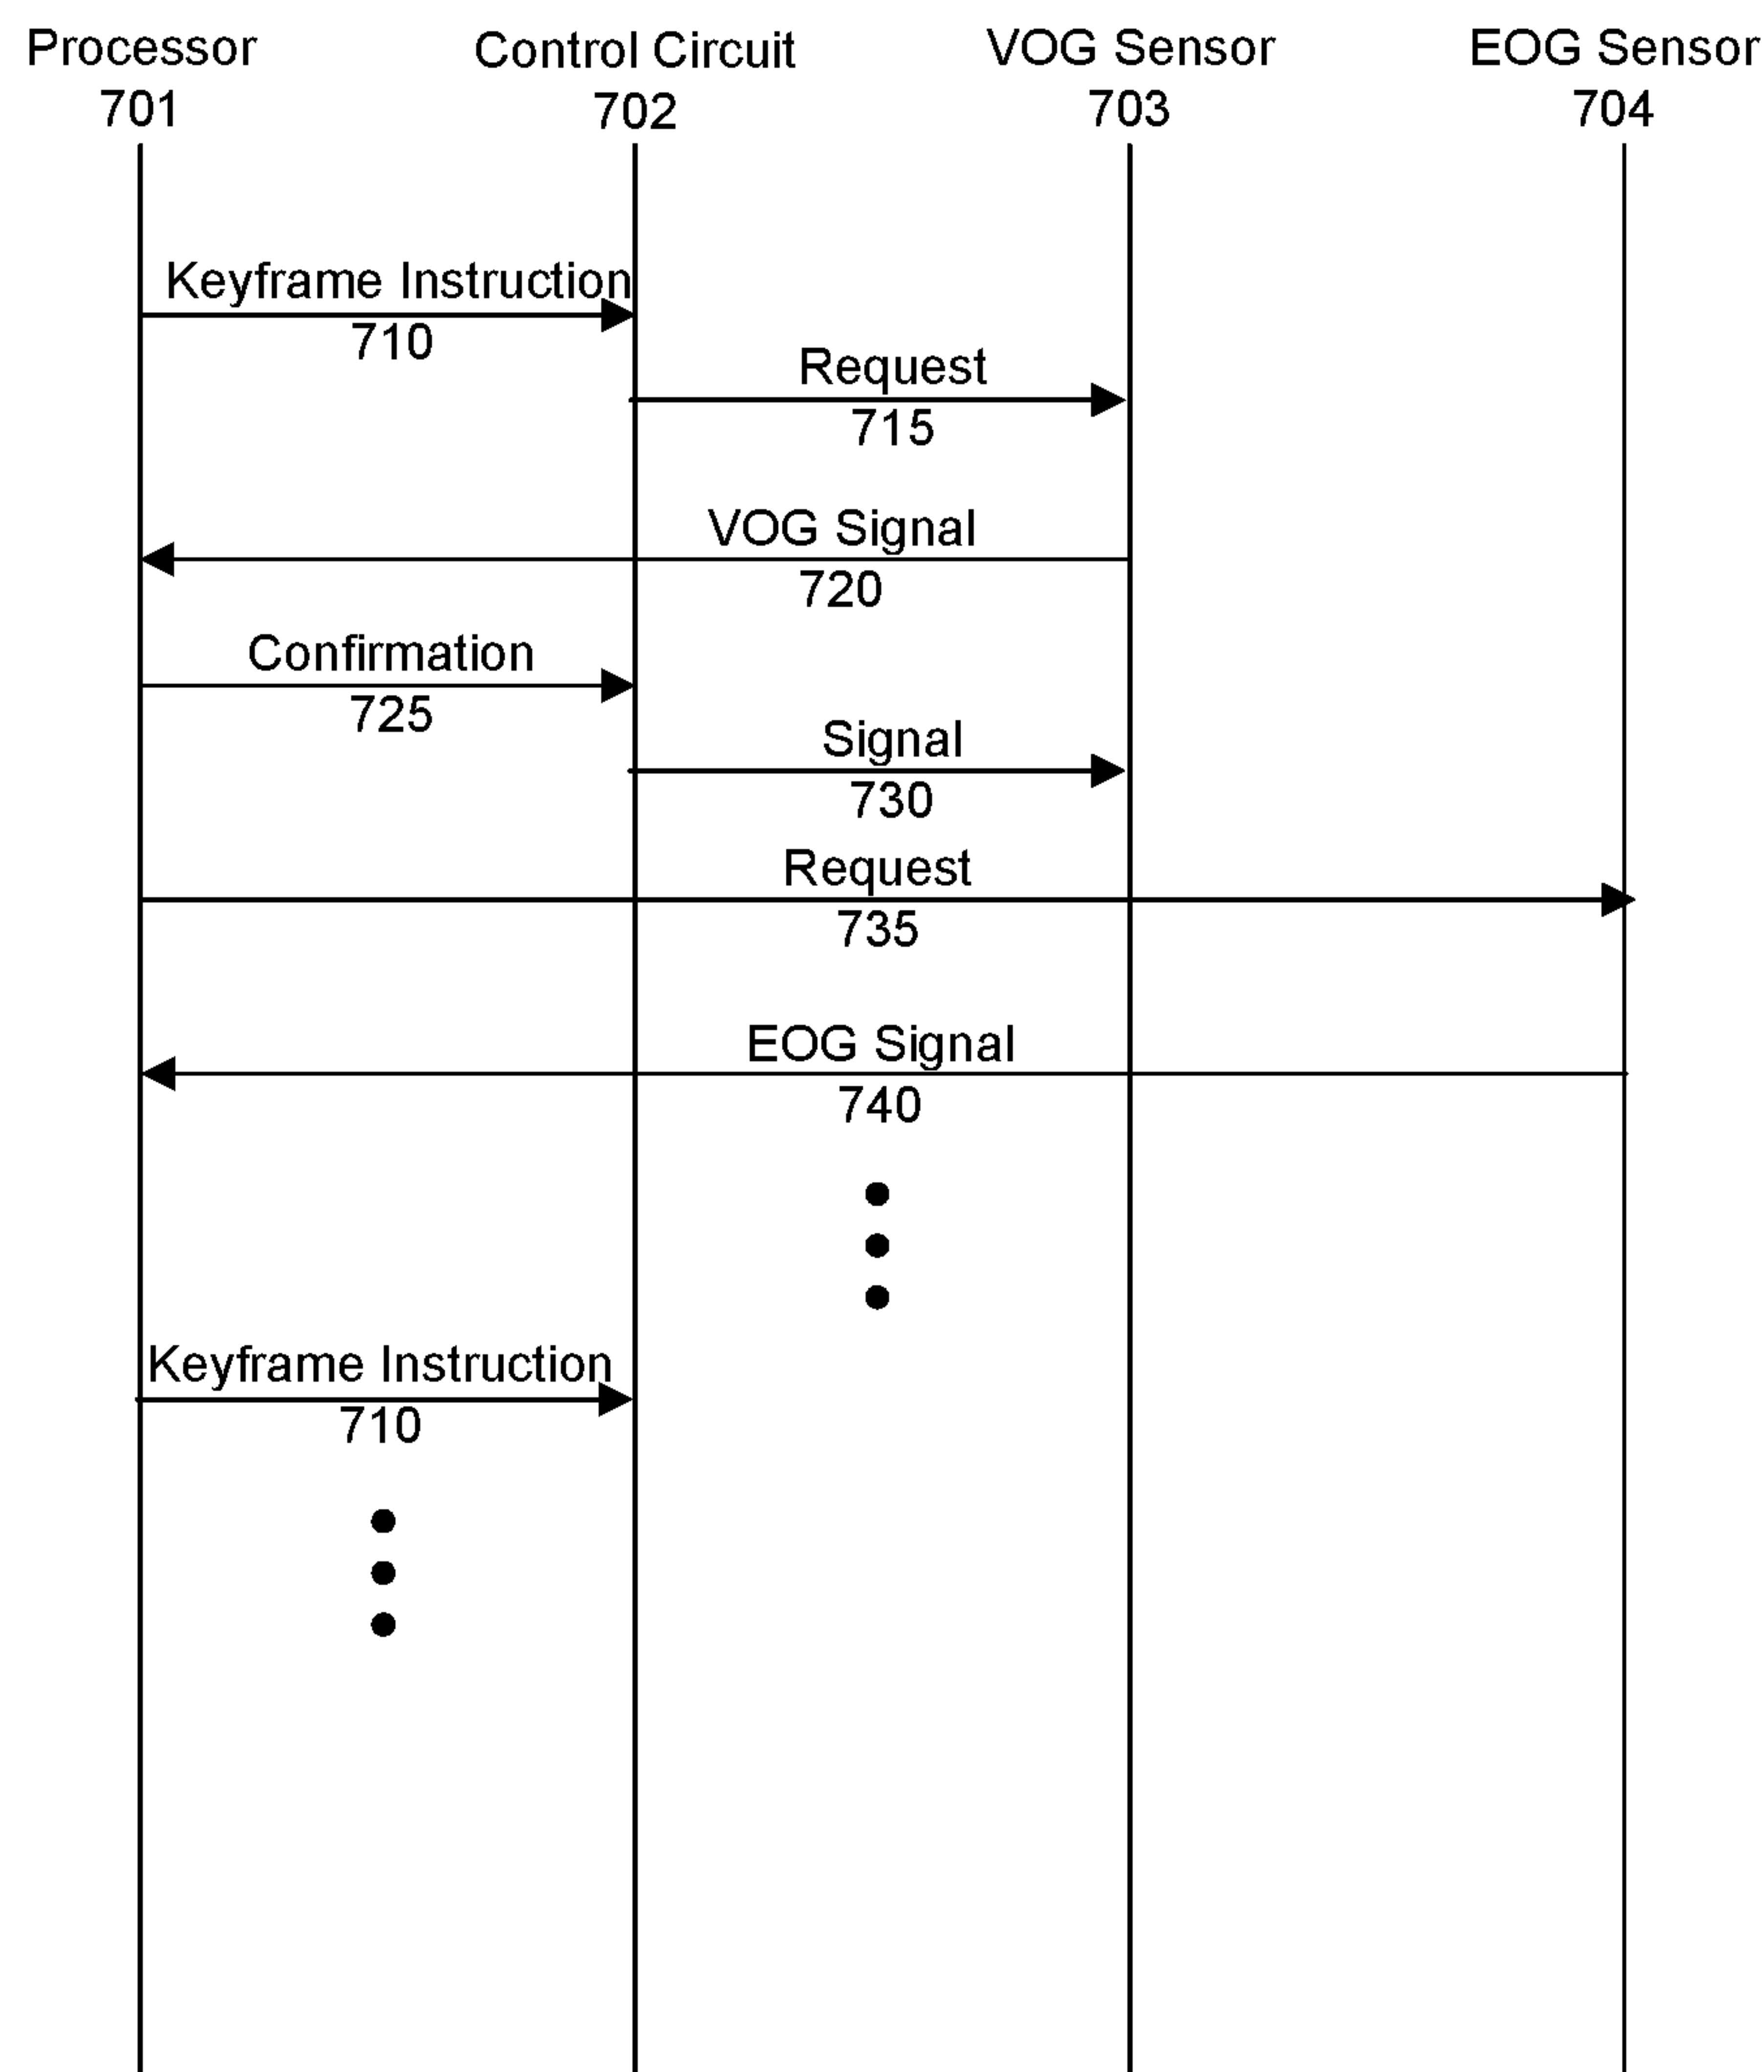 Processor
701
Control Circuit
702
VOG Sensor
703
EOG Sensor
704
Keyframe Instruction
710
Request
715
VOG Signal
720
Confirmation
725
Signal
730
Request
735
EOG Signal
740
Keyframe Instruction
710